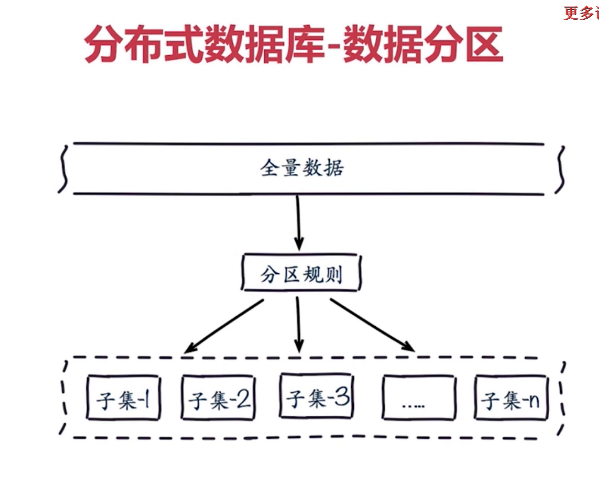 更多
分布式数据库-数据分区
全量数据
分区规则
子集-1
子集-2
子集-3
.....
子集-n